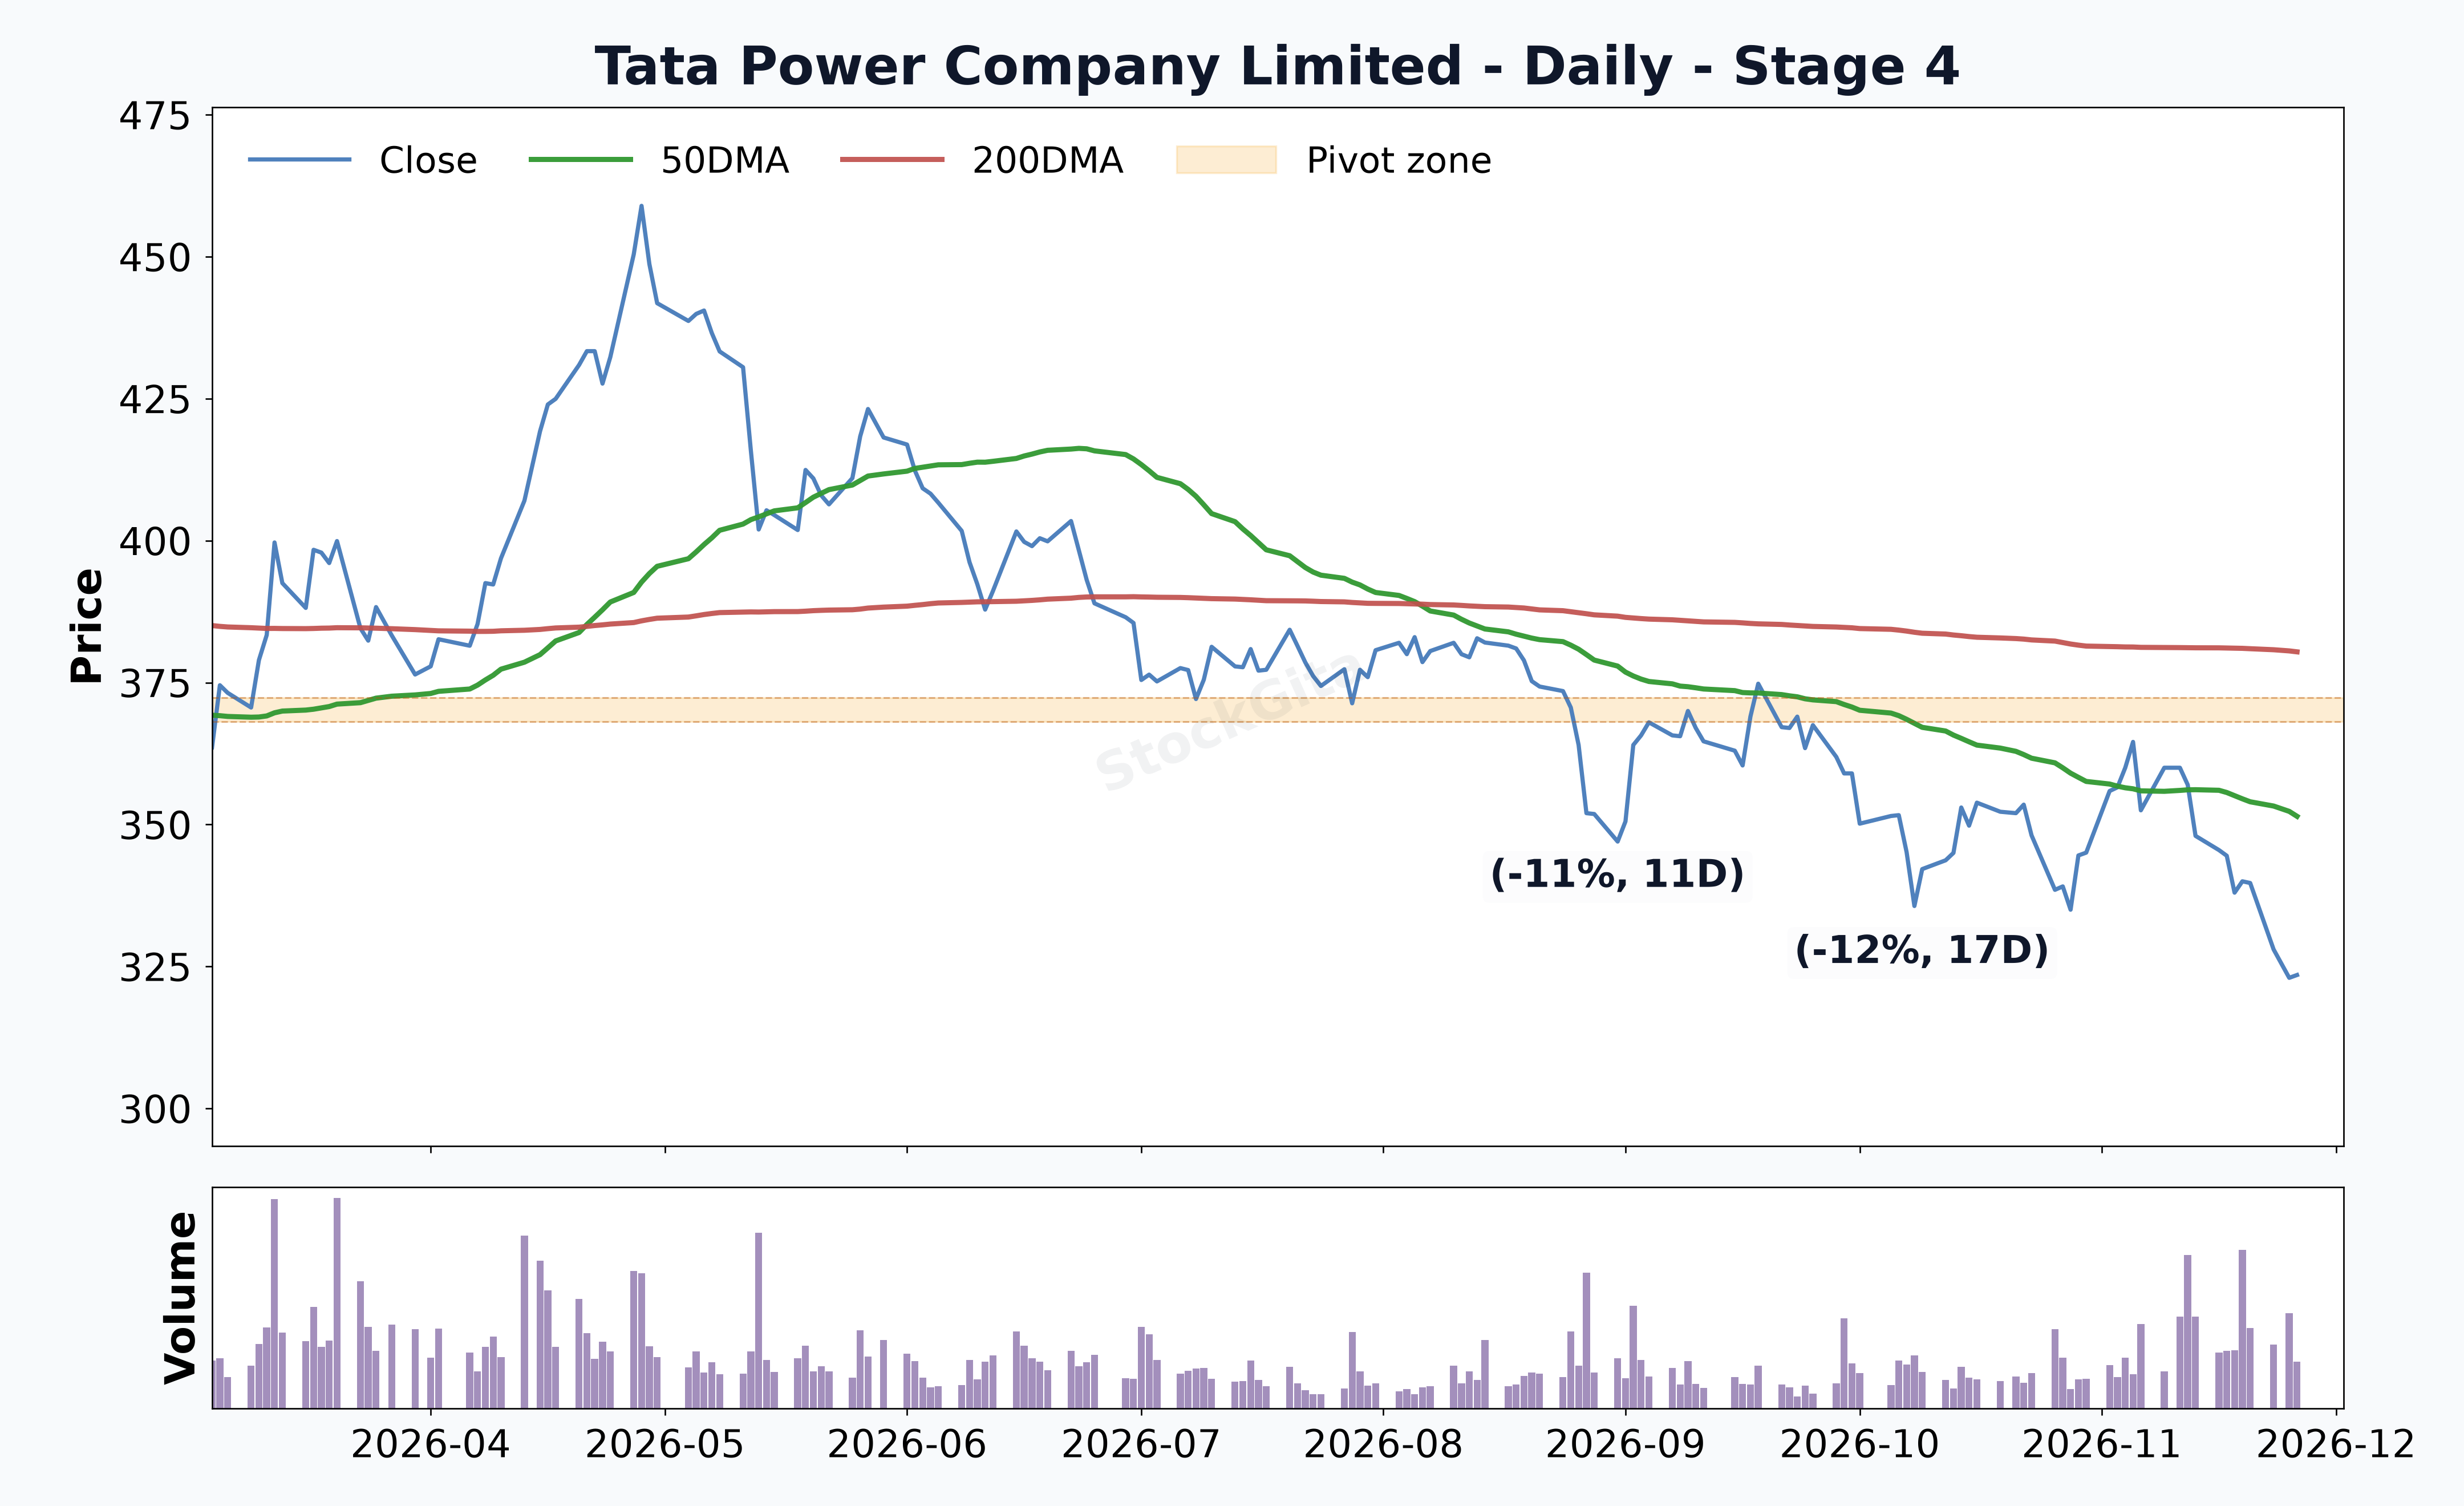 Tata Power Company Limited - Daily - Stage 4
Close 50DMA 200DMA Pivot zone
Price
475
450
425
400
375
350
325
300
StockGita
(-11%, 11D)
(-12%, 17D)
Volume
2026-04 2026-05 2026-06 2026-07 2026-08 2026-09 2026-10 2026-11 2026-12